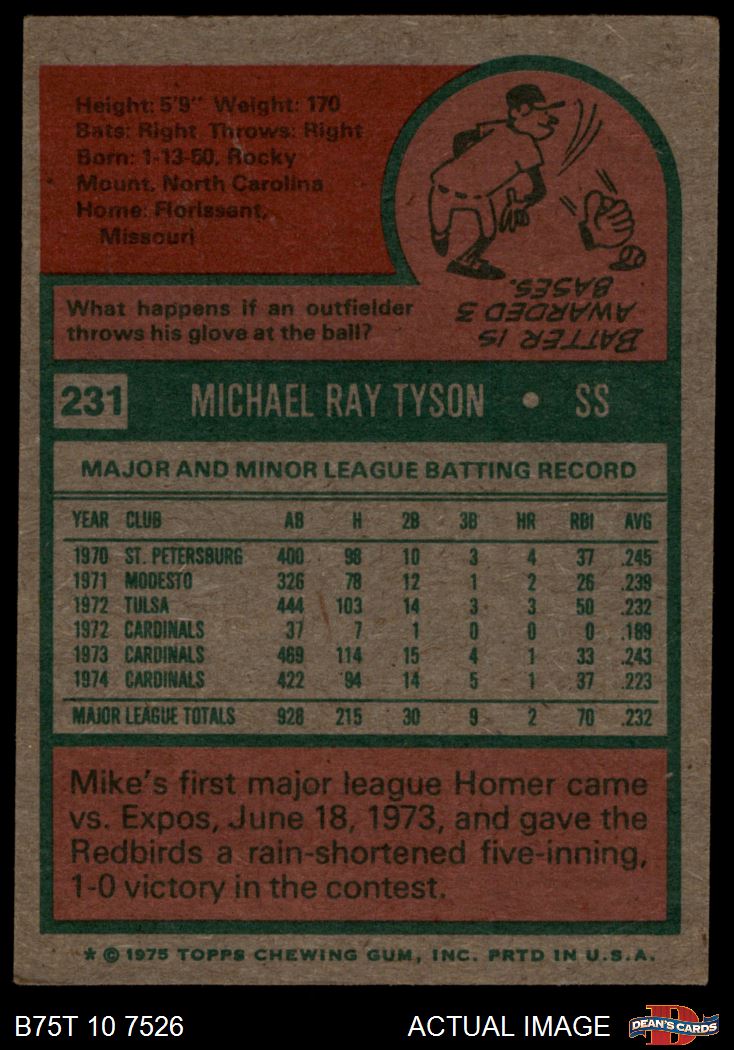 Height: 5'9" Weight: 170
Bats: Right Throws: Right
Born: 1-13-50, Rocky
Mount, North Carolina
Home: Florissant,
Missouri
What happens if an outfielder
throws his glove at the ball?
BATTER IS
AWARDED 3
BASES.
231 MICHAEL RAY TYSON • SS
MAJOR AND MINOR LEAGUE BATTING RECORD
YEAR CLUB AB H 2B 3B HR RBI AVG
1970 ST. PETERSBURG 400 98 10 3 4 37 .245
1971 MODESTO 326 78 12 1 2 26 .239
1972 TULSA 444 103 14 3 3 50 .232
1972 CARDINALS 37 7 1 0 0 0 .189
1973 CARDINALS 469 114 15 4 1 33 .243
1974 CARDINALS 422 94 14 5 1 37 .223
MAJOR LEAGUE TOTALS 928 215 30 9 2 70 .232
Mike's first major league Homer came
vs. Expos, June 18, 1973, and gave the
Redbirds a rain-shortened five-inning,
1-0 victory in the contest.
* © 1975 TOPPS CHEWING GUM, INC. PRTD IN U.S.A.
B75T 10 7526 ACTUAL IMAGE D DEAN'S CARDS